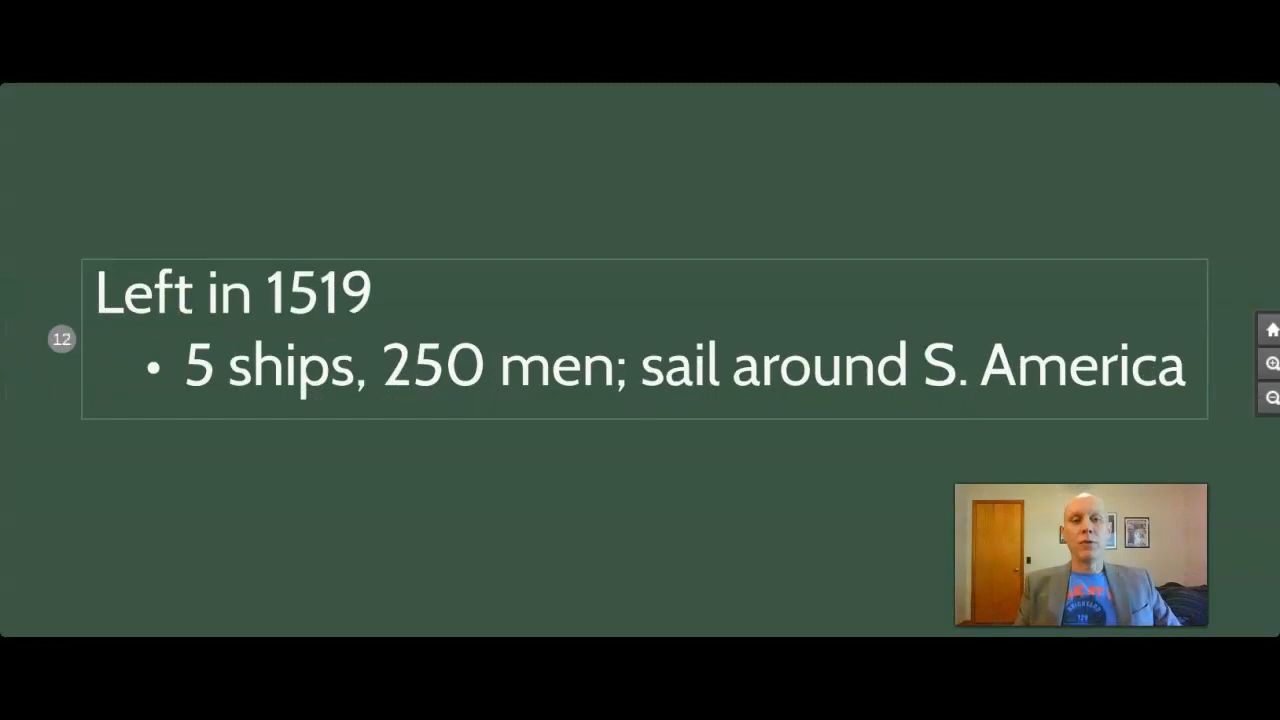 Left in 1519
12
• 5 ships, 250 men; sail around S. America